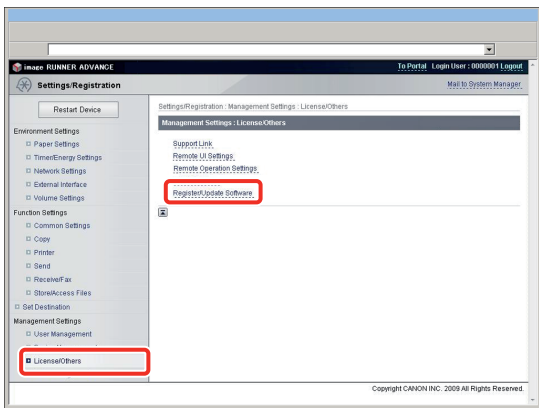 image RUNNER ADVANCE
To Portal Login User : 0000001 Logout
Settings/Registration
Mail to System Manager
Restart Device
Settings/Registration : Management Settings : License/Others
Management Settings : License/Others
Environment Settings
Paper Settings
Timer/Energy Settings
Network Settings
External Interface
Volume Settings
Function Settings
Common Settings
Copy
Printer
Send
Receive/Fax
Store/Access Files
Set Destination
Management Settings
User Management
License/Others
Support Link
Remote UI Settings
Remote Operation Settings
Register/Update Software
Copyright CANON INC. 2009 All Rights Reserved.